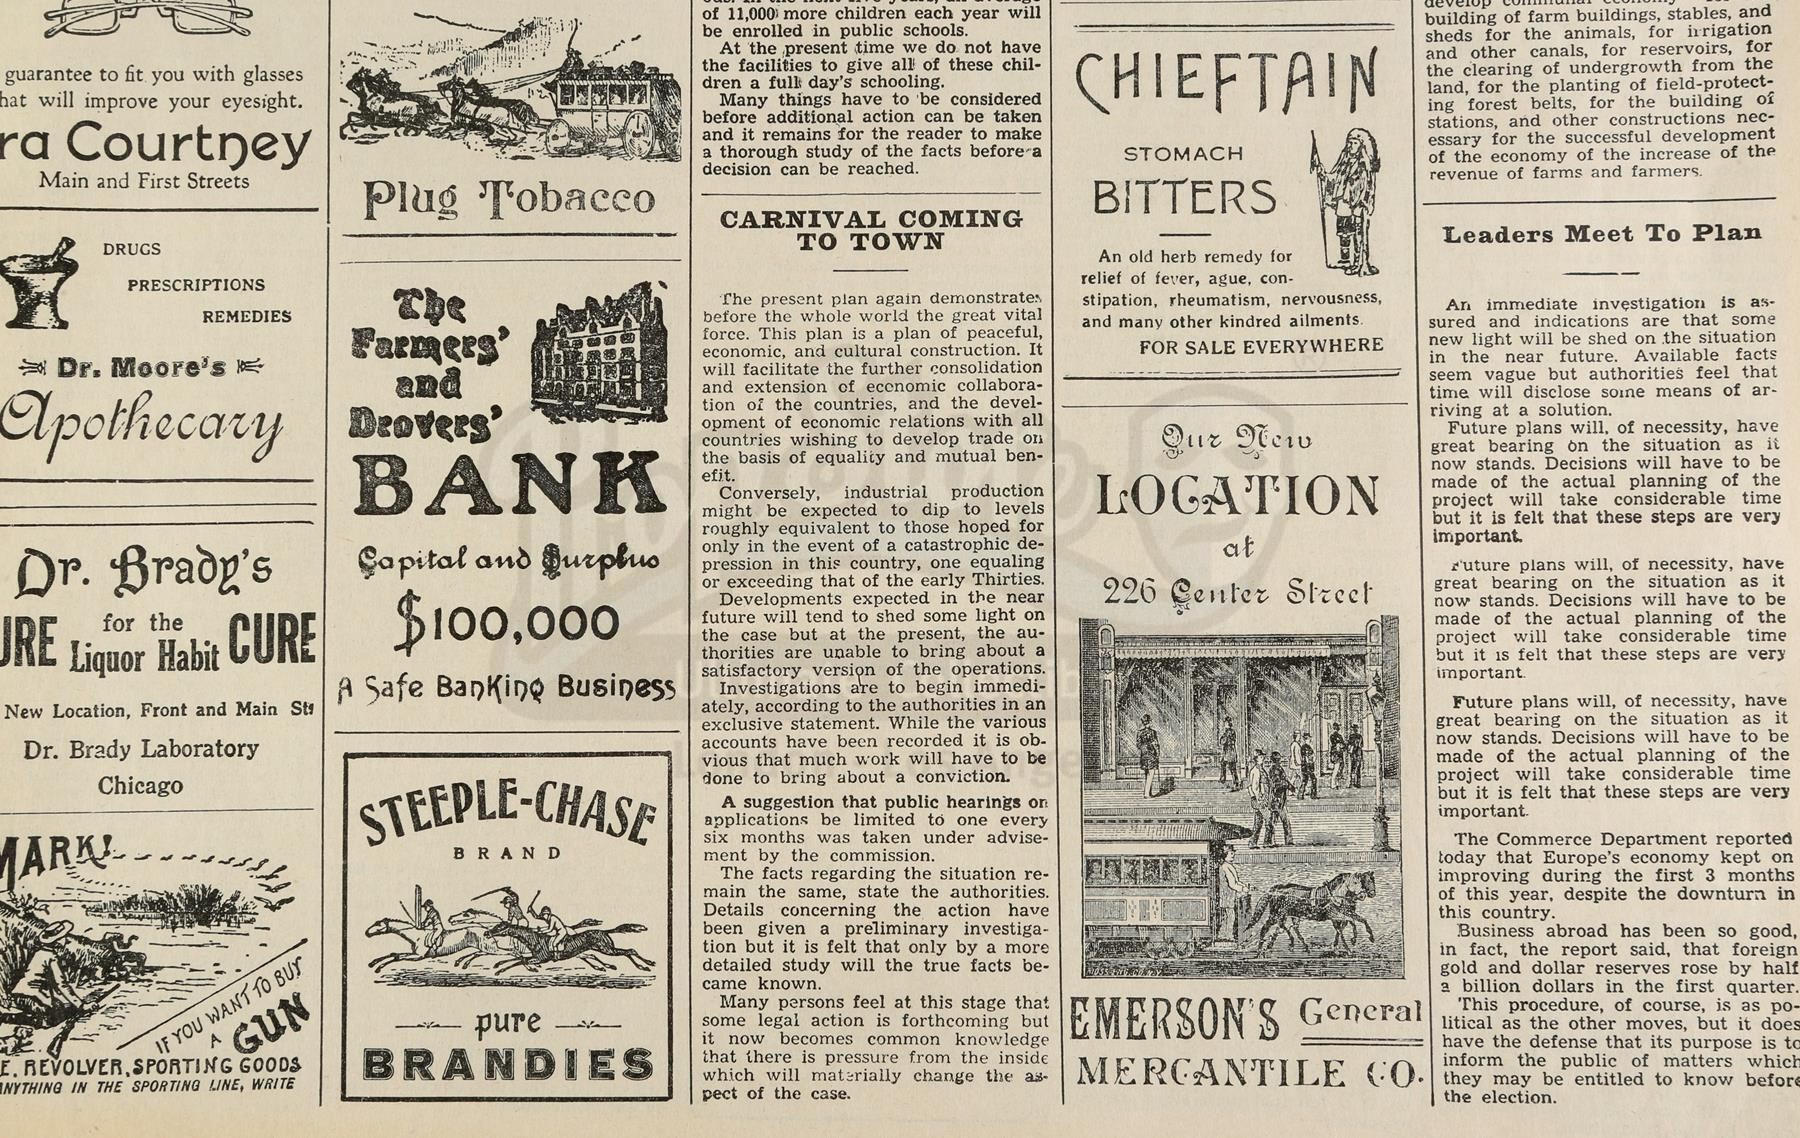 guarantee to fit you with glasses
that will improve your eyesight.
Courtney
Main and First Streets
DRUGS
PRESCRIPTIONS
REMEDIES
Dr. Moore's
Apothecary
Dr. Brady's
for the
Liquor Habit
CURE
New Location, Front and Main Sts
Dr. Brady Laboratory
Chicago
MARK!
IF YOU WANT TO BUY
A
GUN
REVOLVER, SPORTING GOODS
ANYTHING IN THE SPORTING LINE, WRITE
Plug Tobacco
The
Farmers'
and
Drovers'
BANK
Capital and Surplus
$100,000
A Safe Banking Business
STEEPLE-CHASE
BRAND
pure
BRANDIES
of 11,000 more children each year will
be enrolled in public schools.
At the present time we do not have
the facilities to give all of these chil-
dren a full day's schooling.
Many things have to be considered
before additional action can be taken
and it remains for the reader to make
a thorough study of the facts before a
decision can be reached.
CARNIVAL COMING
TO TOWN
The present plan again demonstrates
before the whole world the great vital
force. This plan is a plan of peaceful,
economic, and cultural construction. It
will facilitate the further consolidation
and extension of economic collabora-
tion of the countries, and the devel-
opment of economic relations with all
countries wishing to develop trade on
the basis of equality and mutual ben-
efit.
Conversely, industrial production
might be expected to dip to levels
roughly equivalent to those hoped for
only in the event of a catastrophic de-
pression in this country, one equaling
or exceeding that of the early Thirties.
Developments expected in the near
future will tend to shed some light on
the case but at the present, the au-
thorities are unable to bring about a
satisfactory version of the operations.
Investigations are to begin immedi-
ately, according to the authorities in an
exclusive statement. While the various
accounts have been recorded it is ob-
vious that much work will have to be
done to bring about a conviction.
A suggestion that public hearings on
applications be limited to one every
six months was taken under advise-
ment by the commission.
The facts regarding the situation re-
main the same, state the authorities.
Details concerning the action have
been given a preliminary investiga-
tion but it is felt that only by a more
detailed study will the true facts be-
came known.
Many persons feel at this stage that
some legal action is forthcoming but
it now becomes common knowledge
that there is pressure from the inside
which will materially change the as-
pect of the case.
CHIEFTAIN
STOMACH
BITTERS
An old herb remedy for
relief of fever, ague, con-
stipation, rheumatism, nervousness,
and many other kindred ailments.
FOR SALE EVERYWHERE
Our New
LOCATION
at
226 Center Street
EMERSON'S General
MERCANTILE CO.
develop communal economy
building of farm buildings, stables, and
sheds for the animals, for irrigation
and other canals, for reservoirs, for
the clearing of undergrowth from the
land, for the planting of field-protect-
ing forest belts, for the building of
stations, and other constructions nec-
essary for the successful development
of the economy of the increase of the
revenue of farms and farmers.
Leaders Meet To Plan
An immediate investigation is as-
sured and indications are that some
new light will be shed on the situation
in the near future. Available facts
seem vague but authorities feel that
time will disclose some means of ar-
riving at a solution.
Future plans will, of necessity, have
great bearing on the situation as it
now stands. Decisions will have to be
made of the actual planning of the
project will take considerable time
but it is felt that these steps are very
important.
Future plans will, of necessity, have
great bearing on the situation as it
now stands. Decisions will have to be
made of the actual planning of the
project will take considerable time
but it is felt that these steps are very
important.
Future plans will, of necessity, have
great bearing on the situation as it
now stands. Decisions will have to be
made of the actual planning of the
project will take considerable time
but it is felt that these steps are very
important.
The Commerce Department reported
today that Europe's economy kept on
improving during the first 3 months
of this year, despite the downturn in
this country.
Business abroad has been so good,
in fact, the report said, that foreign
gold and dollar reserves rose by half
a billion dollars in the first quarter.
This procedure, of course, is as po-
litical as the other moves, but it does
have the defense that its purpose is to
inform the public of matters which
they may be entitled to know before
the election.